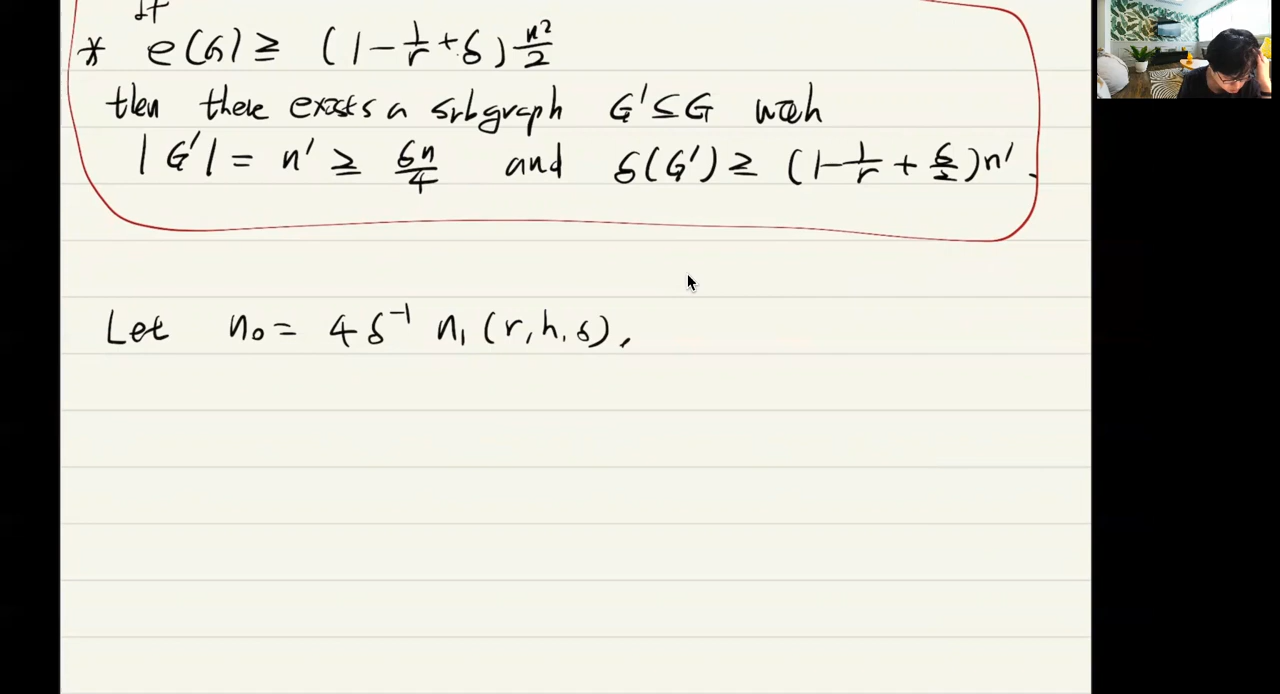 If
* e(G) ≥ (1 - 1/r + δ) n²/2
then there exists a subgraph G' ⊆ G with
|G'| = n' ≥ δn/4 and δ(G') ≥ (1 - 1/r + δ/2)n'.
Let n₀ = 4δ⁻¹ n₁(r, h, δ),